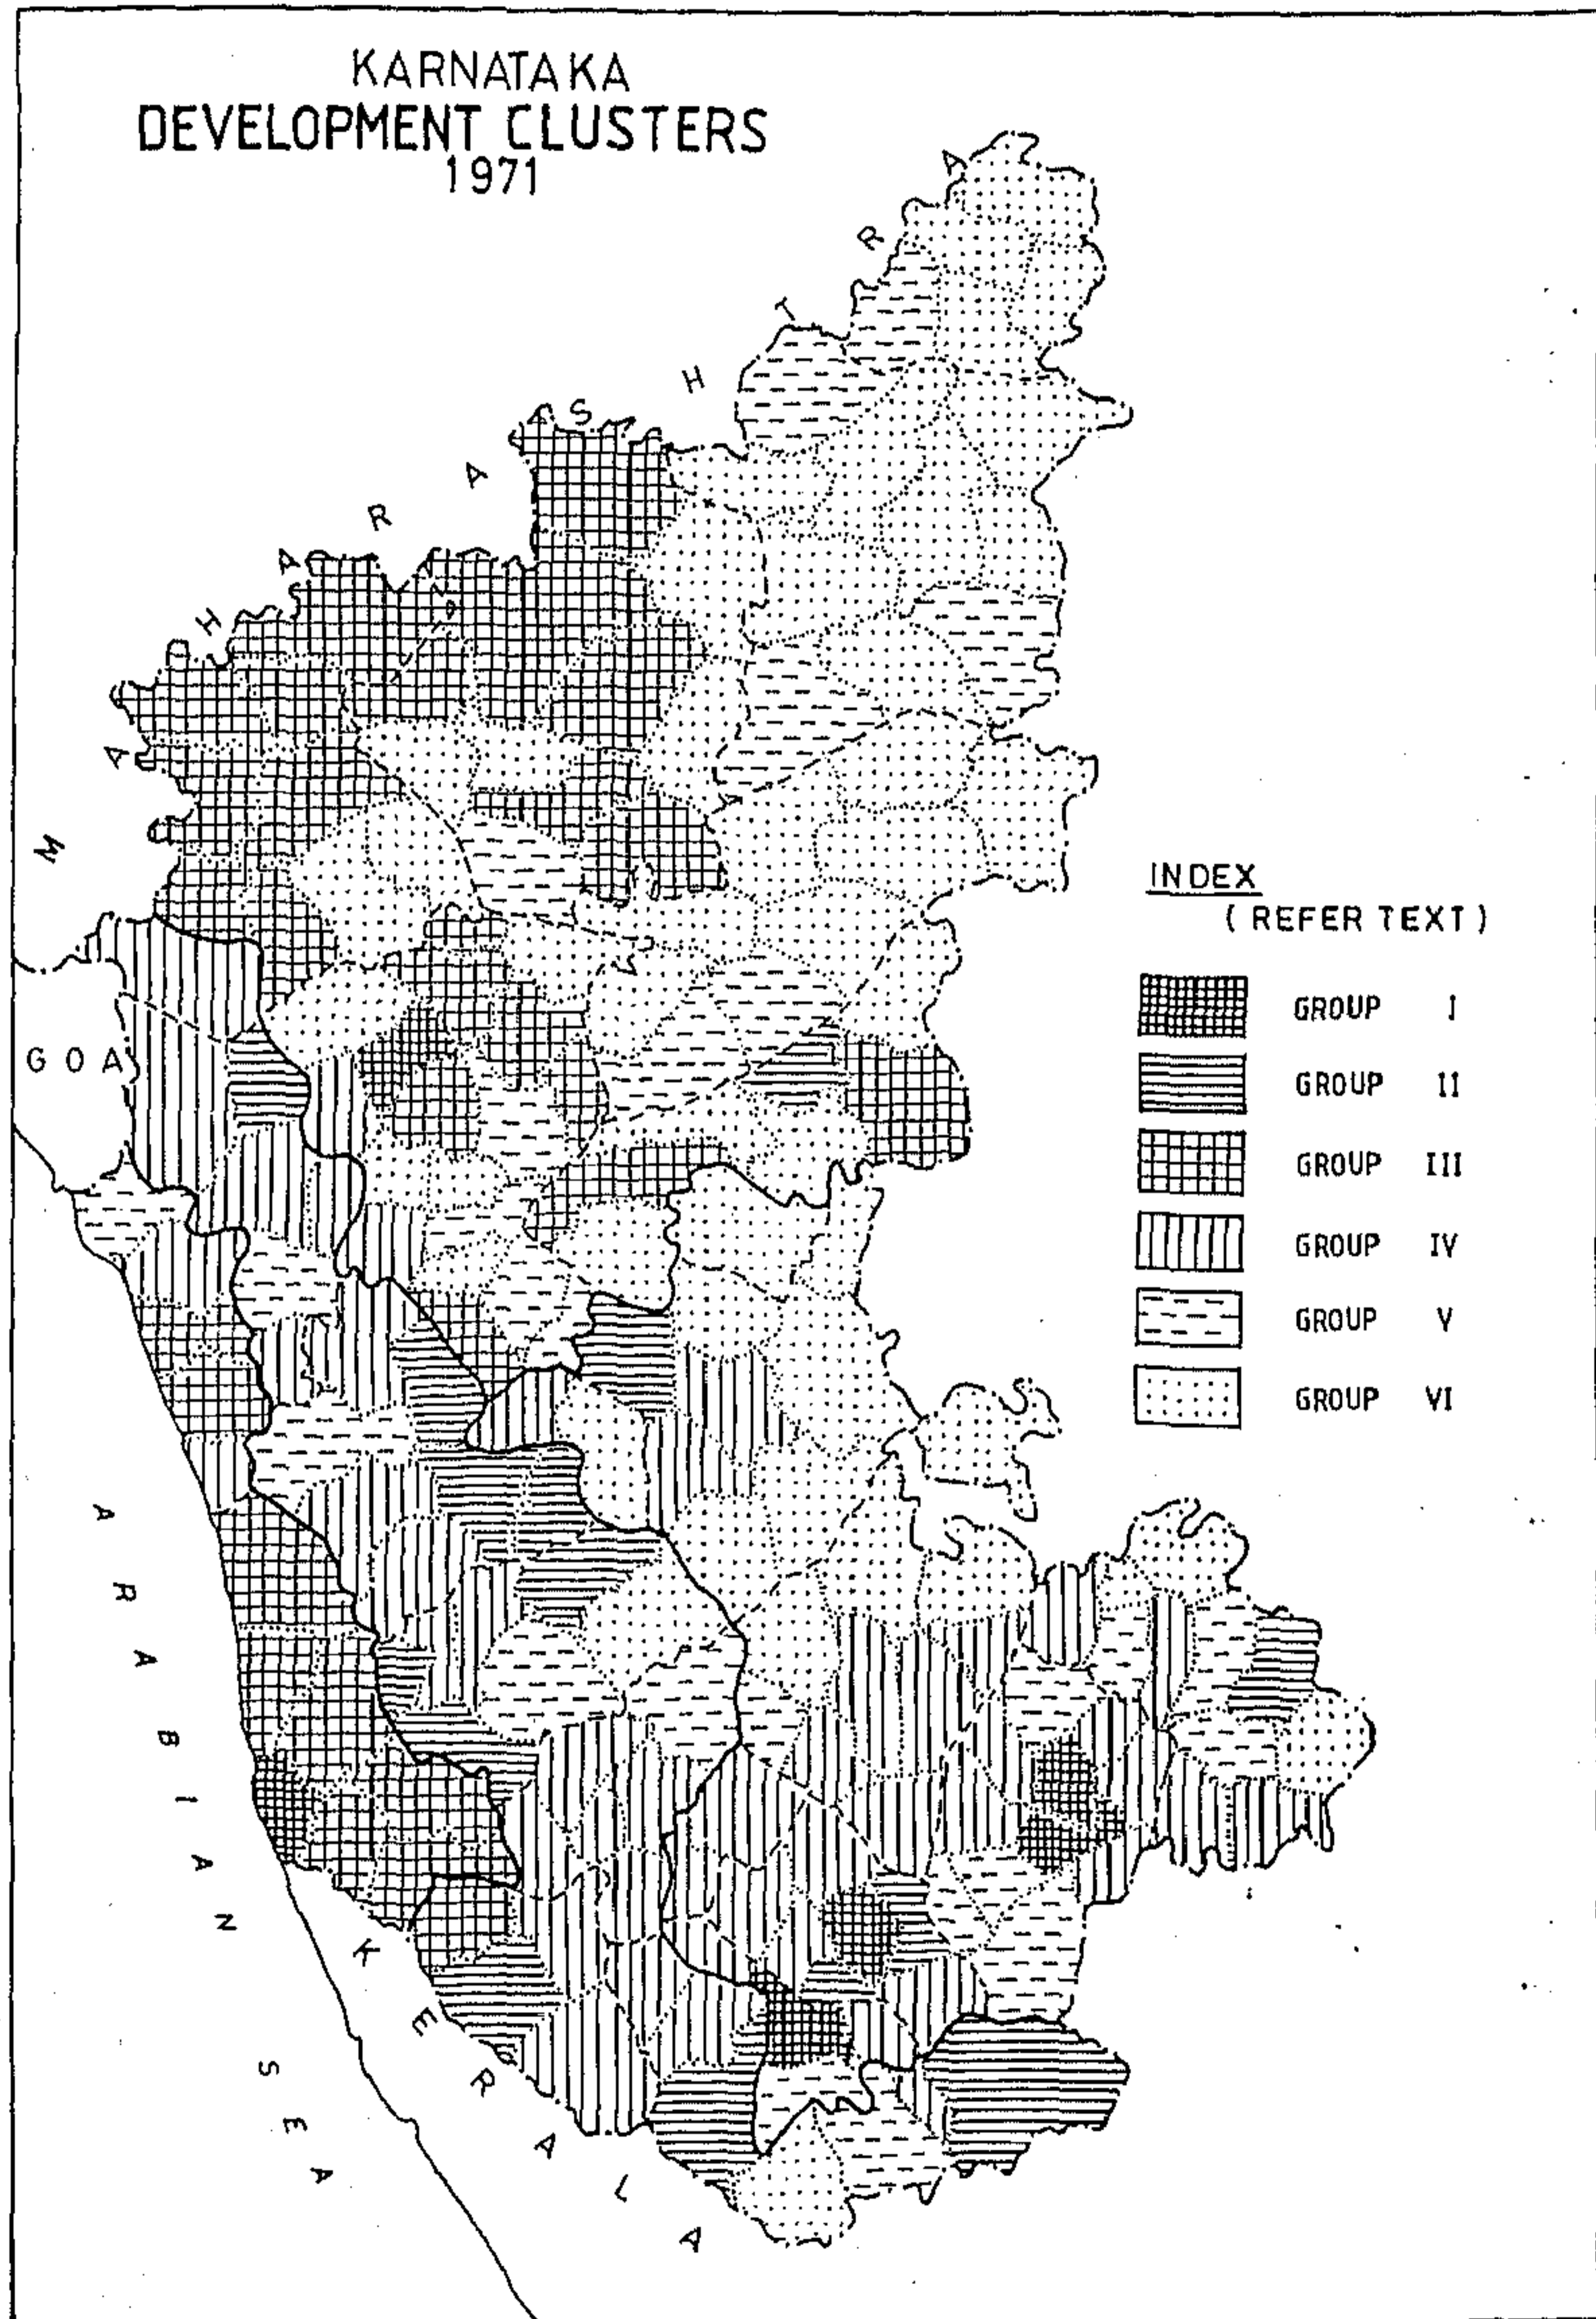 KARNATAKA
DEVELOPMENT CLUSTERS
1971
MAHARASHTRA
GOA
INDEX
( REFER TEXT )
GROUP I
GROUP II
GROUP III
GROUP IV
GROUP V
GROUP VI
ARABIAN SEA
KERALA